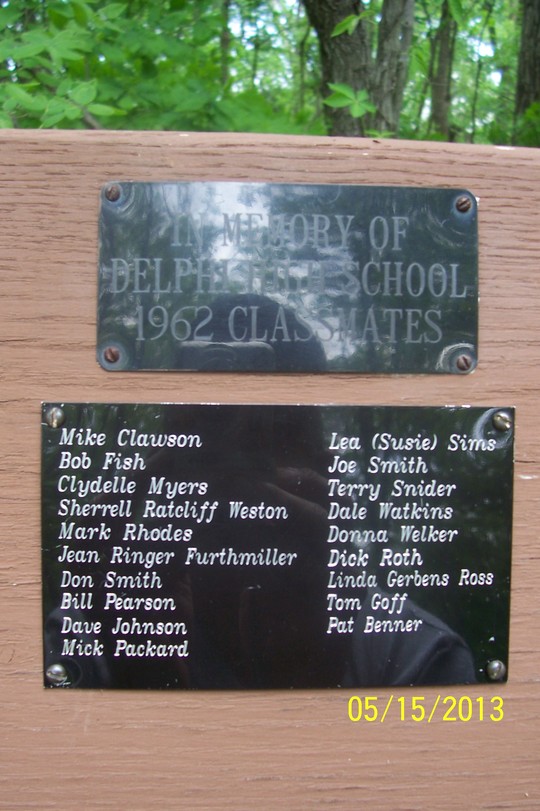 IN MEMORY OF
DELPHI HIGH SCHOOL
1962 CLASSMATES
Mike Clawson
Bob Fish
Clydelle Myers
Sherrell Ratcliff Weston
Mark Rhodes
Jean Ringer Furthmiller
Don Smith
Bill Pearson
Dave Johnson
Mick Packard
Lea (Susie) Sims
Joe Smith
Terry Snider
Dale Watkins
Donna Welker
Dick Roth
Linda Gerbens Ross
Tom Goff
Pat Benner
05/15/2013